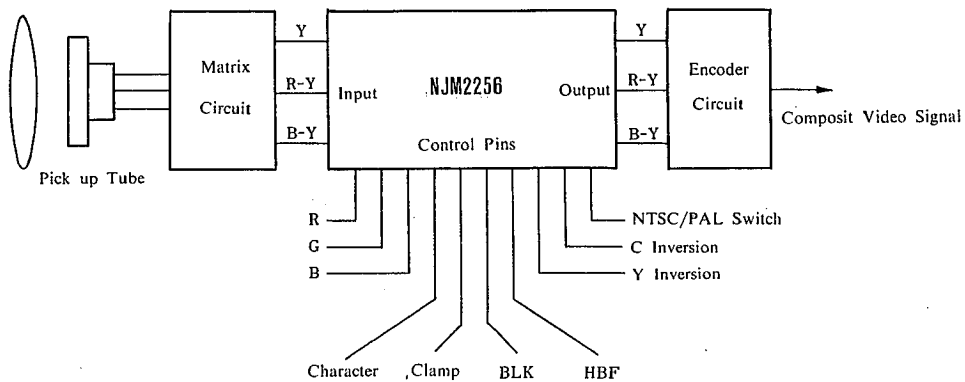 Pick up Tube
Matrix
Circuit
Y
R-Y
B-Y
Input
NJM2256
Output
Control Pins
Y
R-Y
B-Y
Encoder
Circuit
Composit Video Signal
R
G
B
Character
Clamp
BLK
HBF
NTSC/PAL Switch
C Inversion
Y Inversion